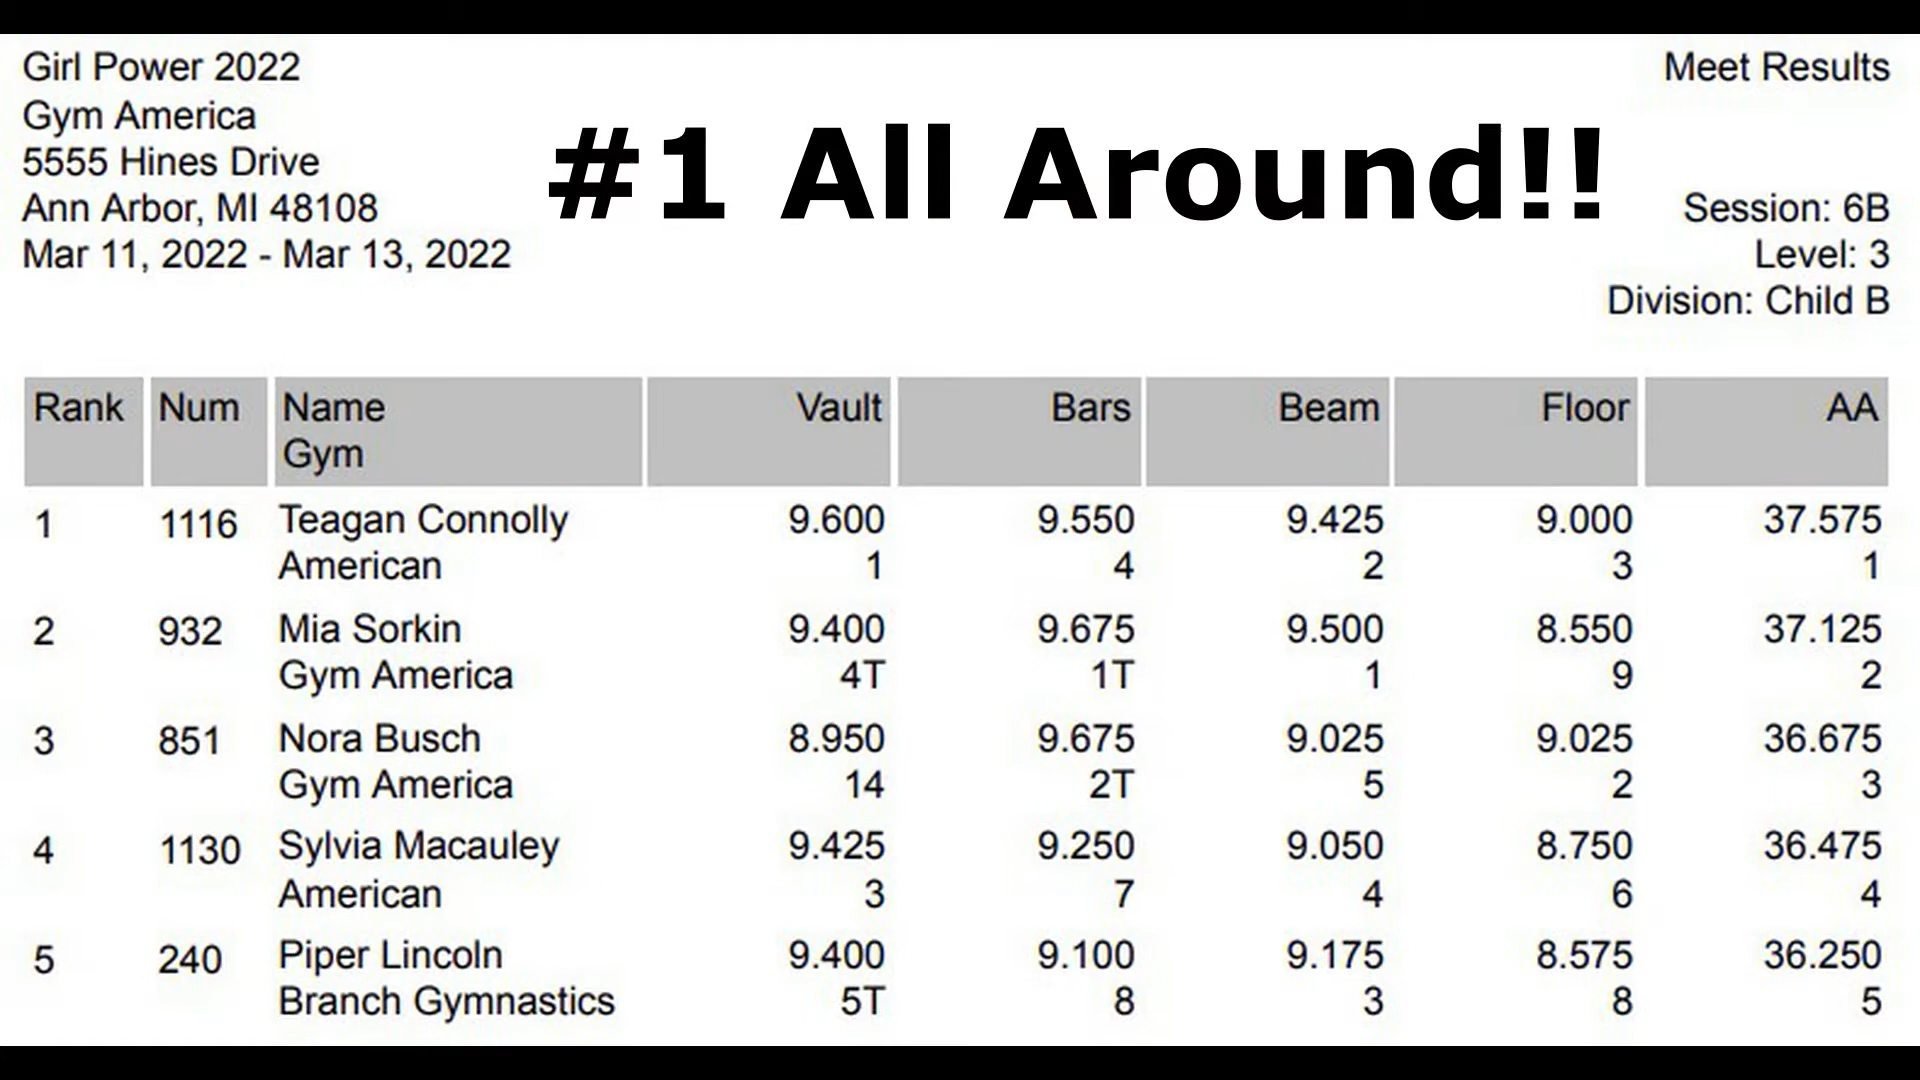 Girl Power 2022
Meet Results
Gym America
5555 Hines Drive
#1 All Around!!
Ann Arbor, MI 48108
Session: 6B
Mar 11, 2022 - Mar 13, 2022
Level: 3
Division: Child B
Rank Num Name Vault Bars Beam Floor AA
Gym
1 1116 Teagan Connolly 9.600 9.550 9.425 9.000 37.575
American 1 4 2 3 1
2 932 Mia Sorkin 9.400 9.675 9.500 8.550 37.125
Gym America 4T 1T 1 9 2
3 851 Nora Busch 8.950 9.675 9.025 9.025 36.675
Gym America 14 2T 5 2 3
4 1130 Sylvia Macauley 9.425 9.250 9.050 8.750 36.475
American 3 7 4 6 4
5 240 Piper Lincoln 9.400 9.100 9.175 8.575 36.250
Branch Gymnastics 5T 8 3 8 5